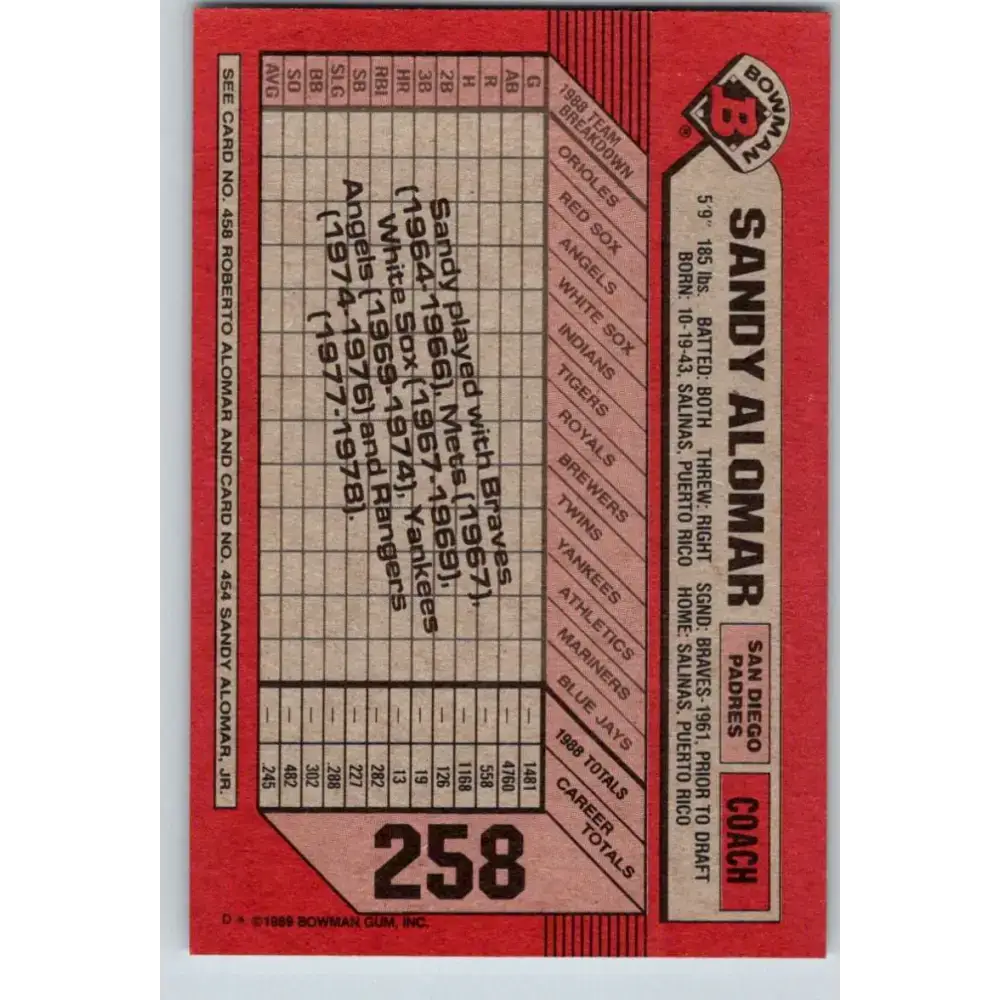 BOWMAN
B
®
SANDY ALOMAR
SAN DIEGO
PADRES
COACH
5'9" 185 lbs. BATTED: BOTH THREW: RIGHT SGND: BRAVES-1961, PRIOR TO DRAFT
BORN: 10-19-43, SALINAS, PUERTO RICO HOME: SALINAS, PUERTO RICO
1988 TEAM
BREAKDOWN
ORIOLES
RED SOX
ANGELS
WHITE SOX
INDIANS
TIGERS
ROYALS
BREWERS
TWINS
YANKEES
ATHLETICS
MARINERS
BLUE JAYS
1988 TOTALS
CAREER
TOTALS
G – 1481
AB – 4760
R – 558
H – 1168
2B – 126
3B – 19
HR – 13
RBI – 282
SB – 227
SLG – .288
BB – 302
SO – 482
AVG – .245
Sandy played with Braves
(1964-1966), Mets (1967),
White Sox (1967-1969),
Angels (1969-1974), Yankees
(1974-1976) and Rangers
(1977-1978).
258
SEE CARD NO. 458 ROBERTO ALOMAR AND CARD NO. 454 SANDY ALOMAR, JR.
D * ©1989 BOWMAN GUM, INC.